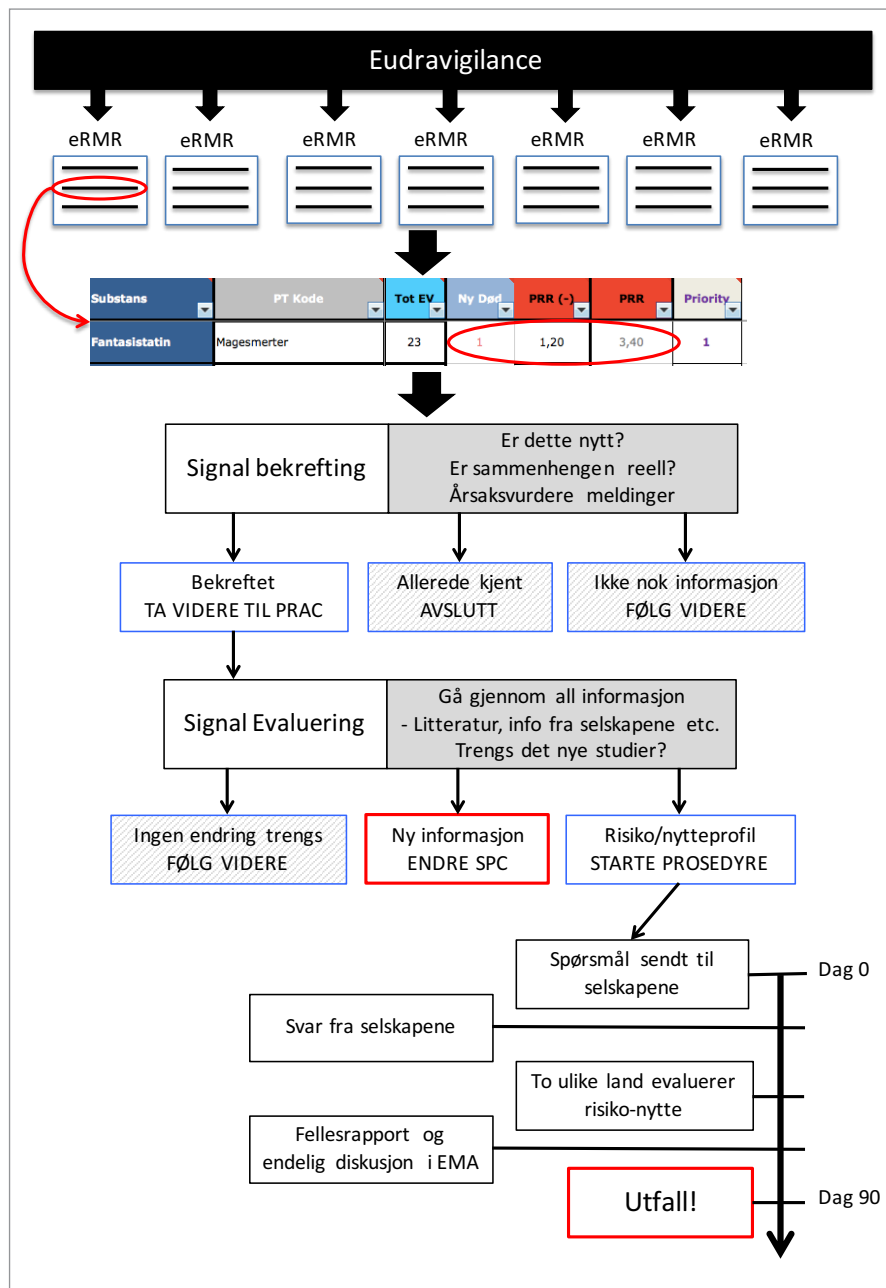 Eudravigilance
eRMR eRMR eRMR eRMR eRMR eRMR eRMR
Substans PT Kode Tot EV Ny Død PRR (-) PRR Priority
Fantasistatin Magesmerter 23 1 1,20 3,40 1
Signal bekrefting
Er dette nytt?
Er sammenhengen reell?
Årsaksvurdere meldinger
Bekreftet
TA VIDERE TIL PRAC
Allerede kjent
AVSLUTT
Ikke nok informasjon
FØLG VIDERE
Signal Evaluering
Gå gjennom all informasjon
- Litteratur, info fra selskapene etc.
Trengs det nye studier?
Ingen endring trengs
FØLG VIDERE
Ny informasjon
ENDRE SPC
Risiko/nytteprofil
STARTE PROSEDYRE
Spørsmål sendt til
selskapene
Dag 0
Svar fra selskapene
To ulike land evaluerer
risiko-nytte
Fellesrapport og
endelig diskusjon i EMA
Utfall!
Dag 90